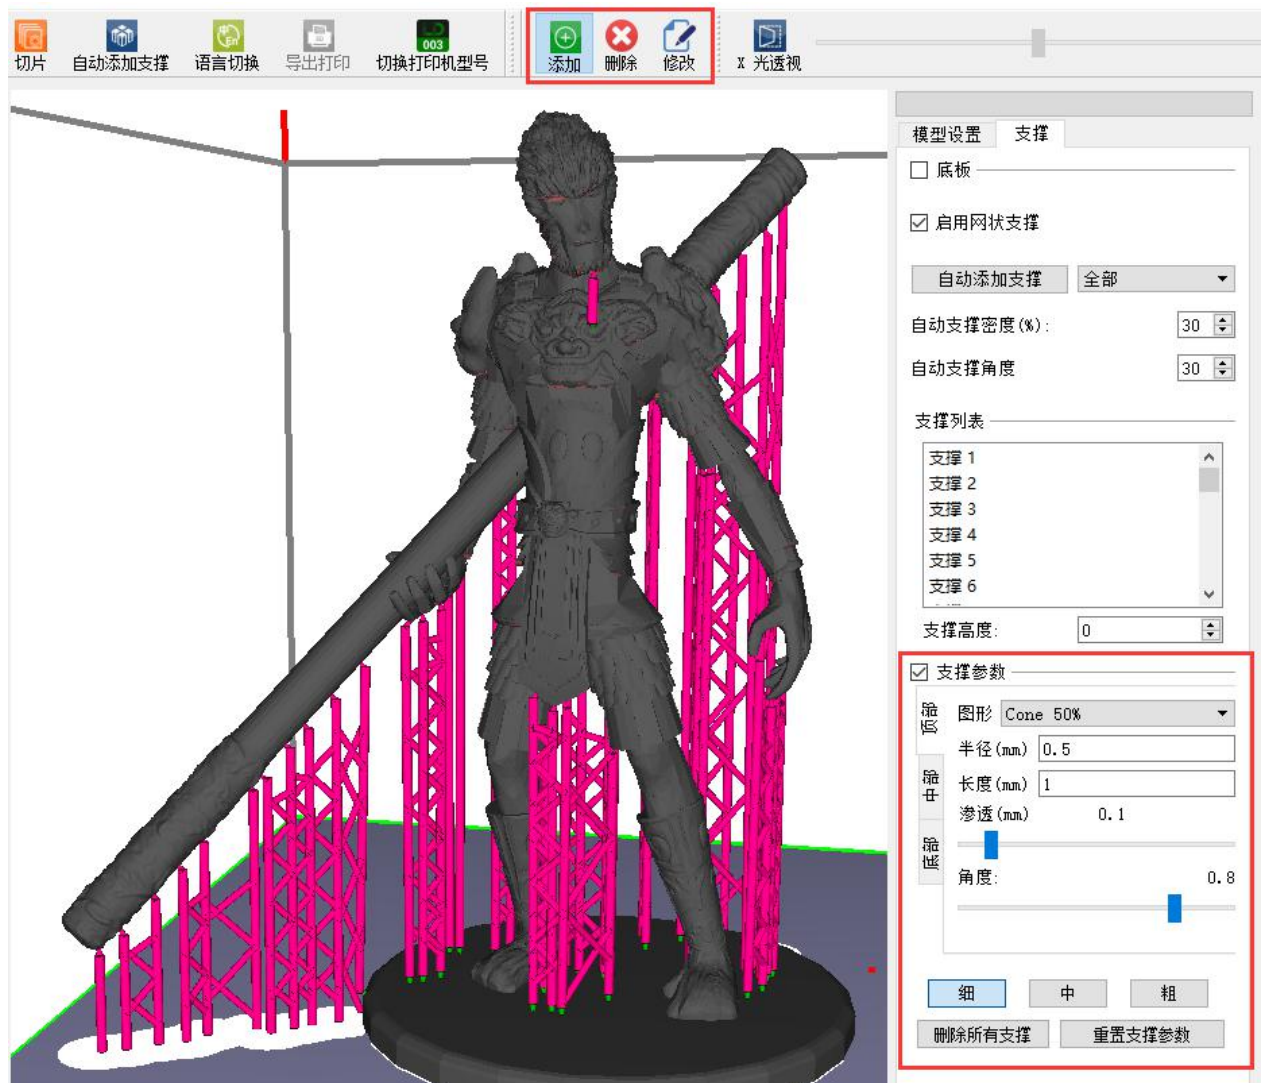 En
003
切片 自动添加支撑 语言切换 导出打印 切换打印机型号 添加 删除 修改 X 光透视
模型设置 支撑
底板
启用网状支撑
自动添加支撑 全部
自动支撑密度(%): 30
自动支撑角度 30
支撑列表
支撑 1
支撑 2
支撑 3
支撑 4
支撑 5
支撑 6
支撑高度: 0
支撑参数
顶部
图形 Cone 50%
半径(mm) 0.5
中部
长度(mm) 1
渗透(mm) 0.1
底部
角度: 0.8
细 中 粗
删除所有支撑 重置支撑参数